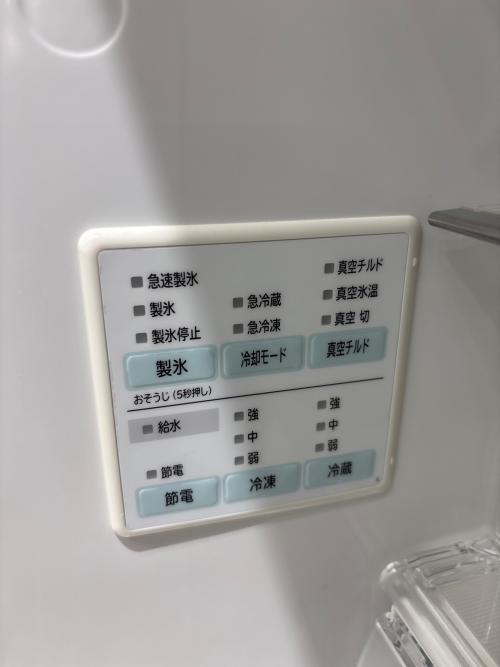 急速製氷
製氷
製氷停止
製氷
おそうじ (5秒押し)
急冷蔵
急冷凍
冷却モード
真空チルド
真空氷温
真空 切
真空チルド
給水
節電
節電
強
中
弱
冷凍
強
中
弱
冷蔵